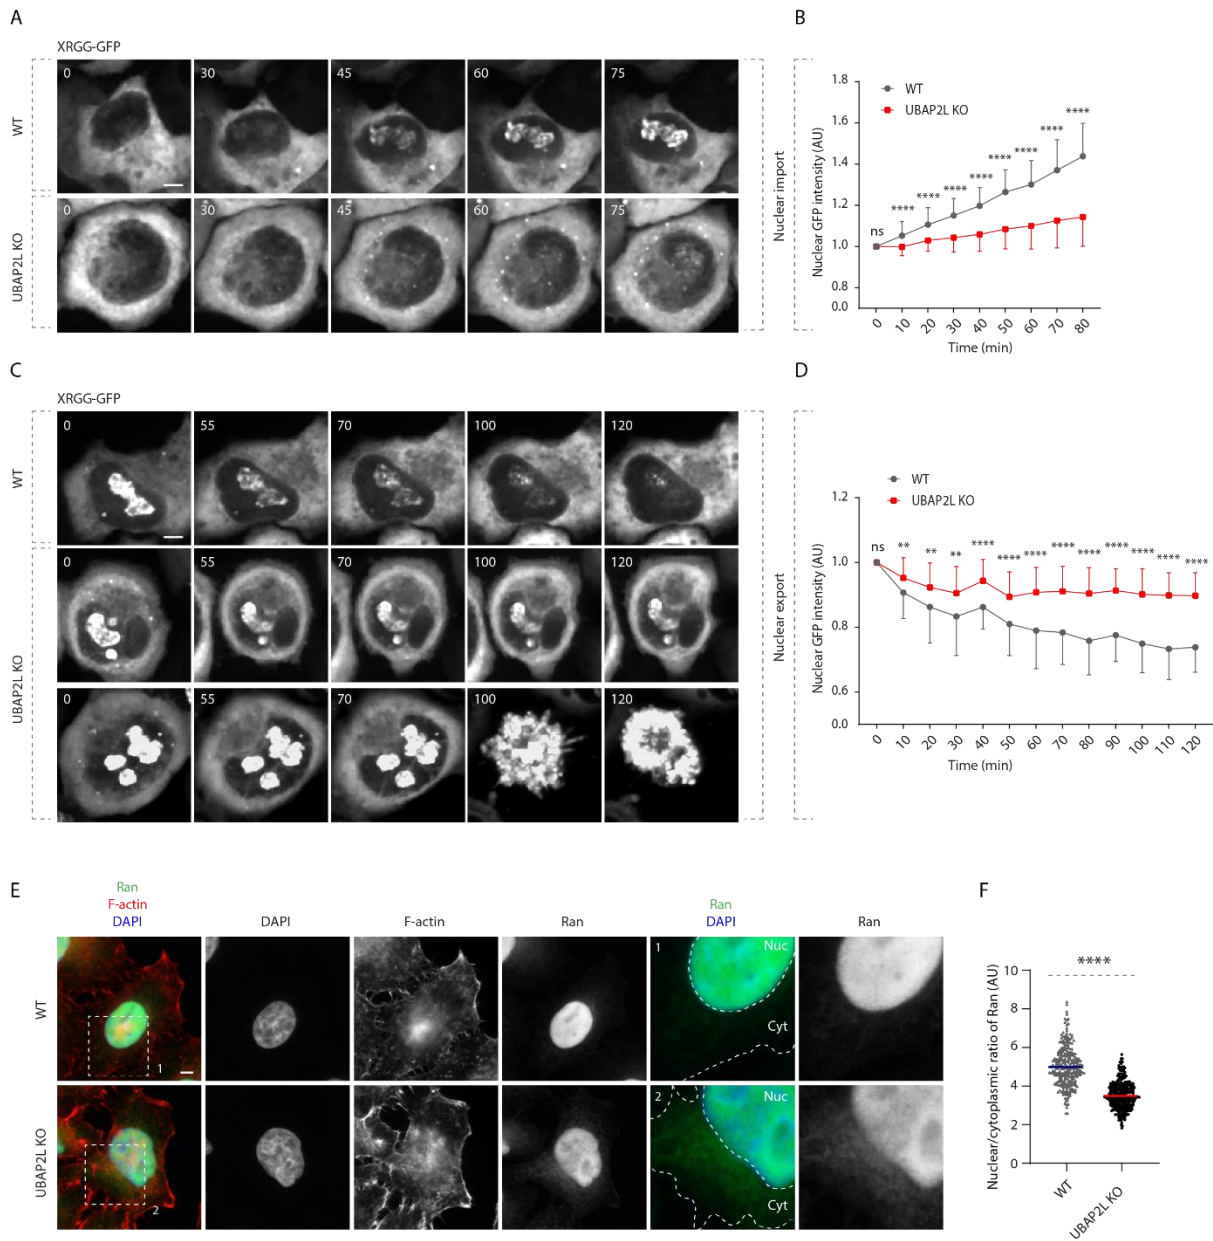 A
XRGG-GFP
WT
0
30
45
60
75
UBAP2L KO
0
30
45
60
75
Nuclear import
B
WT
UBAP2L KO
Nuclear GFP intensity (AU)
1.8
1.6
1.4
1.2
1.0
0.8
0.0
ns
****
****
****
****
****
****
****
****
0
10
20
30
40
50
60
70
80
Time (min)
C
XRGG-GFP
WT
0
55
70
100
120
UBAP2L KO
0
55
70
100
120
0
55
70
100
120
Nuclear export
D
WT
UBAP2L KO
Nuclear GFP intensity (AU)
1.2
1.0
0.8
0.6
0.0
ns
**
**
**
****
****
****
****
****
****
****
****
****
0
10
20
30
40
50
60
70
80
90
100
110
120
Time (min)
E
Ran
F-actin
DAPI
DAPI
F-actin
Ran
Ran
DAPI
Ran
WT
1
1
Nuc
Cyt
UBAP2L KO
2
2
Nuc
Cyt
F
Nuclear/cytoplasmic ratio of Ran (AU)
****
10
8
6
4
2
0
WT
UBAP2L KO